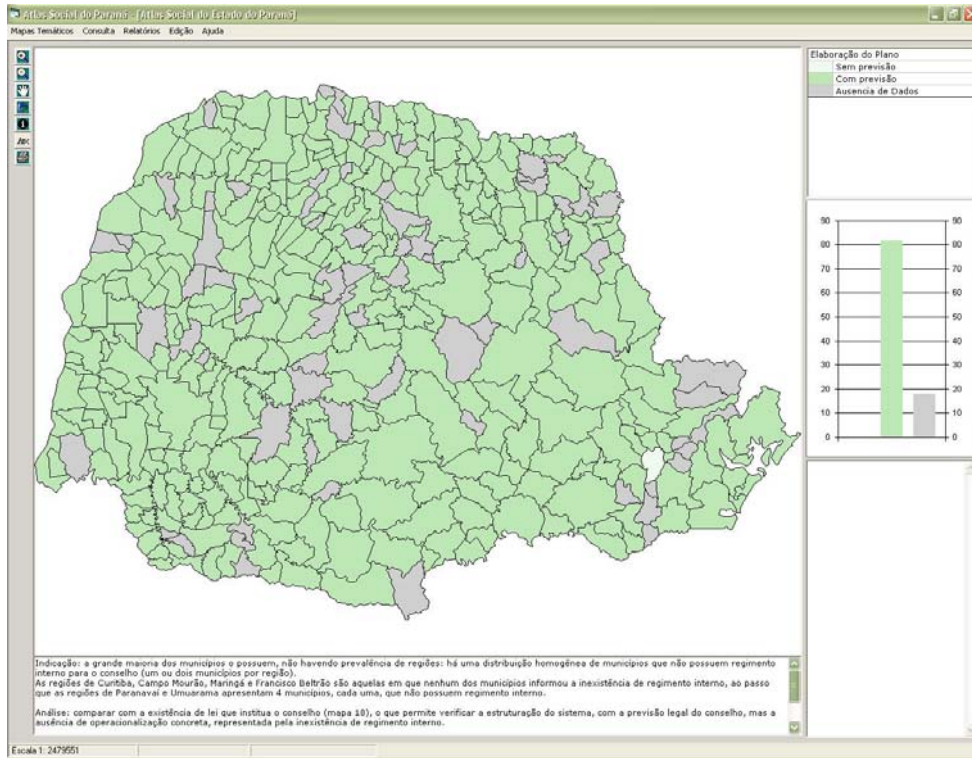 Atlas Social do Paraná - [Atlas Social do Estado do Paraná]
Mapas Temáticos Consulta Relatórios Edição Ajuda
ABC
Elaboração do Plano
Sem previsão
Com previsão
Ausencia de Dados
90 90
80 80
70 70
60 60
50 50
40 40
30 30
20 20
10 10
0 0
Indicação: a grande maioria dos municípios o possuem, não havendo prevalência de regiões: há uma distribuição homogênea de municípios que não possuem regimento
interno para o conselho (um ou dois municípios por região).
As regiões de Curitiba, Campo Mourão, Maringá e Francisco Beltrão são aquelas em que nenhum dos municípios informou a inexistência de regimento interno, ao passo
que as regiões de Paranavaí e Umuarama apresentam 4 municípios, cada uma, que não possuem regimento interno.
Análise: comparar com a existência de lei que institua o conselho (mapa 18), o que permite verificar a estruturação do sistema, com a previsão legal do conselho, mas a
ausência de operacionalização concreta, representada pela inexistência de regimento interno.
Escala 1: 2479551